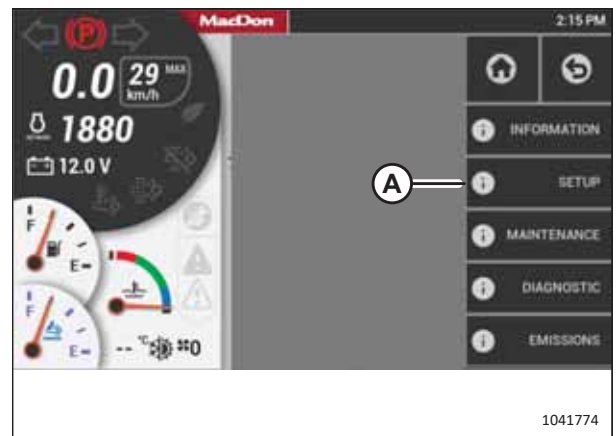 MacDon
2:15 PM
P
0.0
29 MAX
km/h
1880
12.0 V
F
E
F
E
-- °C
0
INFORMATION
SETUP
MAINTENANCE
DIAGNOSTIC
EMISSIONS
A
1041774